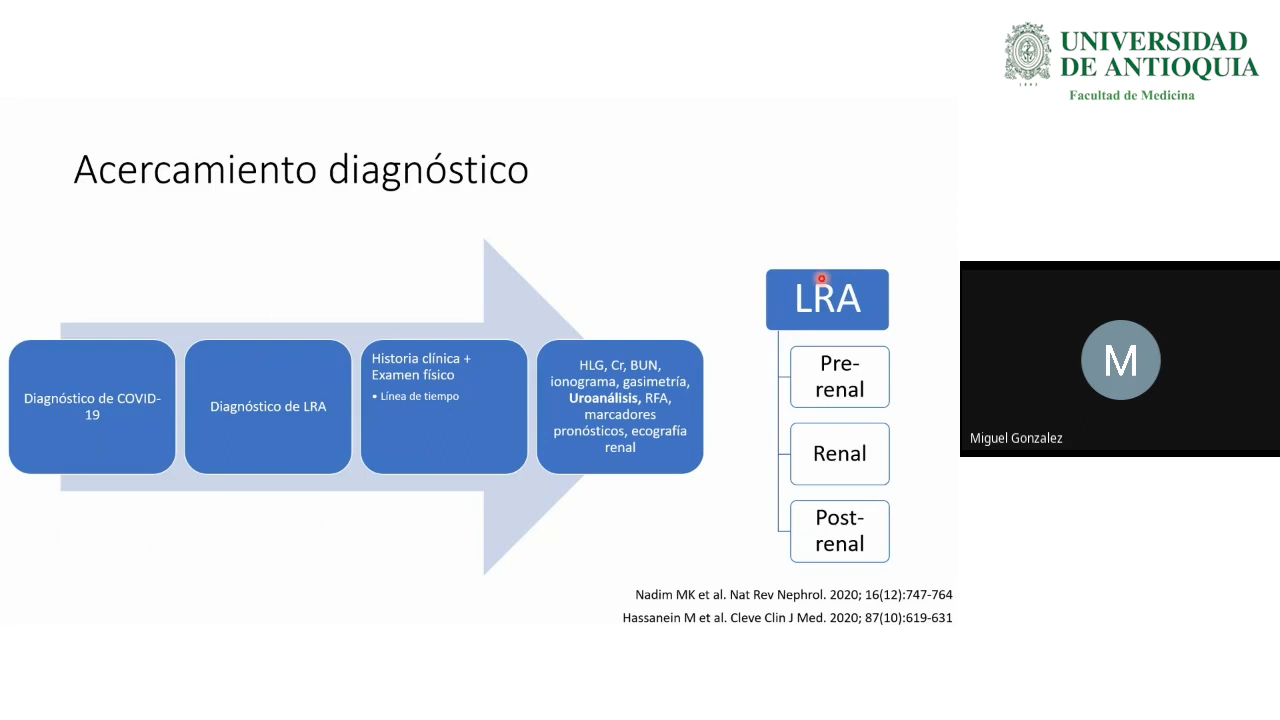 UNIVERSIDAD
DE ANTIOQUIA
1803
Facultad de Medicina
Acercamiento diagnóstico
Diagnóstico de COVID-
19
Diagnóstico de LRA
Historia clínica +
Examen físico
• Línea de tiempo
HLG, Cr, BUN,
ionograma, gasimetría,
Uroanálisis, RFA,
marcadores
pronósticos, ecografía
renal
LRA
Pre-
renal
Renal
Post-
renal
Nadim MK et al. Nat Rev Nephrol. 2020; 16(12):747-764
Hassanein M et al. Cleve Clin J Med. 2020; 87(10):619-631
M
Miguel Gonzalez